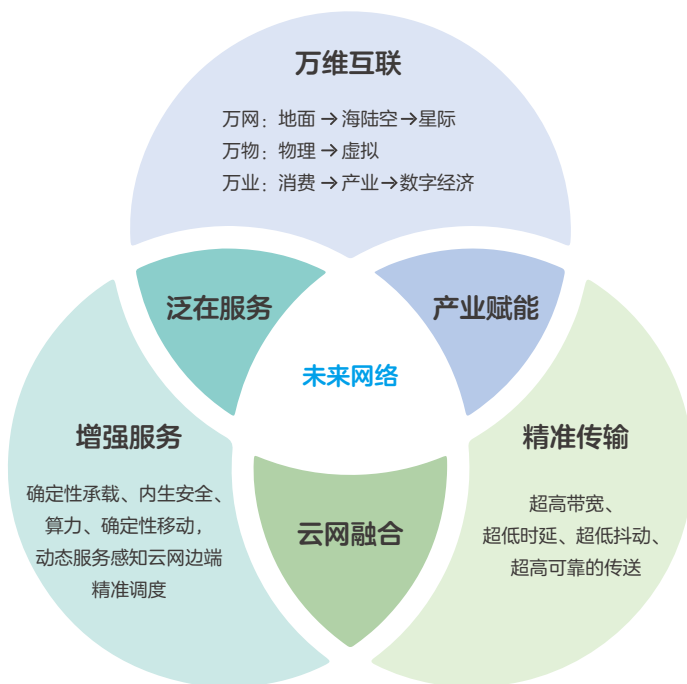 万维互联
万网：地面→海陆空→星际
万物：物理→虚拟
万业：消费→产业→数字经济
泛在服务
产业赋能
未来网络
增强服务
确定性承载、内生安全、
算力、确定性移动，
动态服务感知云网边端
精准调度
精准传输
超高带宽、
超低时延、超低抖动、
超高可靠的传送
云网融合